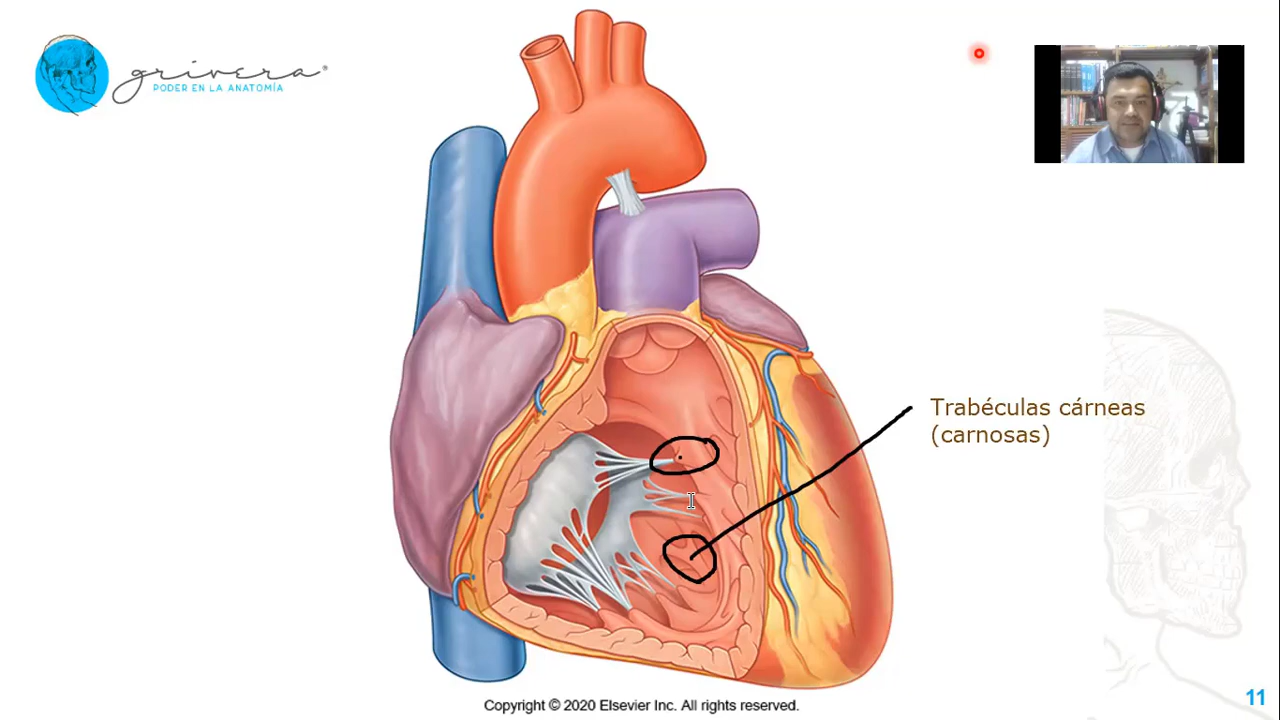 grivera®
PODER EN LA ANATOMÍA
Trabéculas cárneas
(carnosas)
Copyright © 2020 Elsevier Inc. All rights reserved.
11